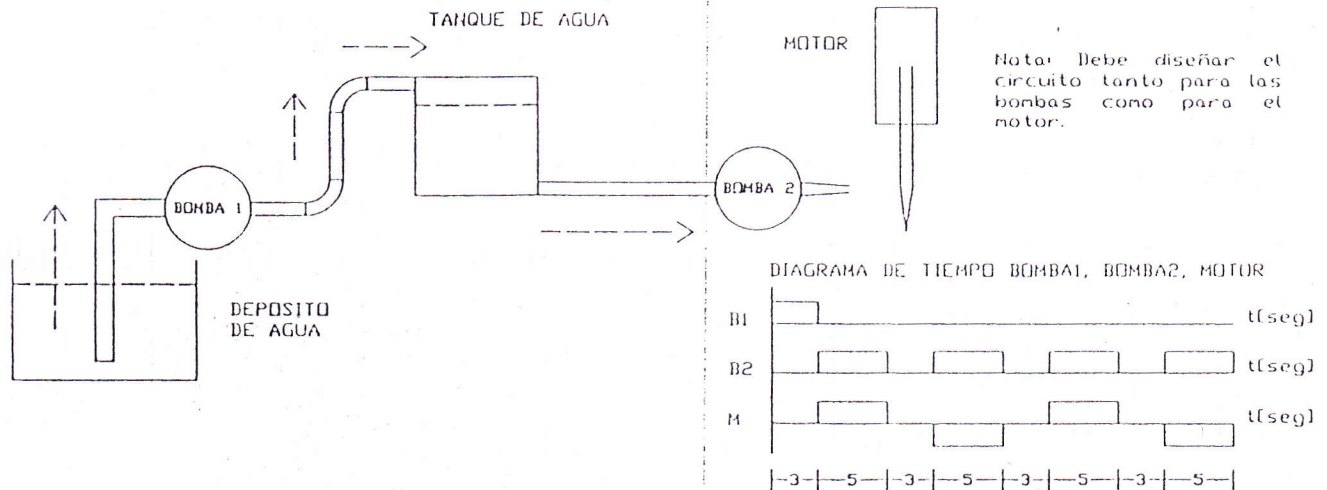 TANQUE DE AGUA
MOTOR
Nota: Debe diseñar el
circuito tanto para las
bombas como para el
motor.
BOMBA 1
BOMBA 2
DEPOSITO
DE AGUA
DIAGRAMA DE TIEMPO BOMBA1, BOMBA2, MOTOR
B1 t[seg]
B2 t[seg]
M t[seg]
3 5 3 5 3 5 3 5